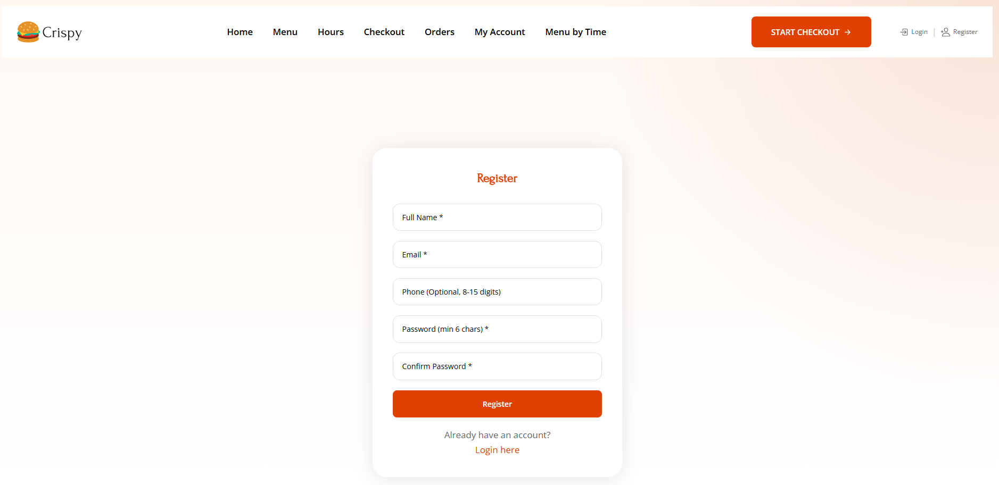 Crispy
Home Menu Hours Checkout Orders My Account Menu by Time
START CHECKOUT →
Login | Register
Register
Full Name *
Email *
Phone (Optional, 8-15 digits)
Password (min 6 chars) *
Confirm Password *
Register
Already have an account?
Login here